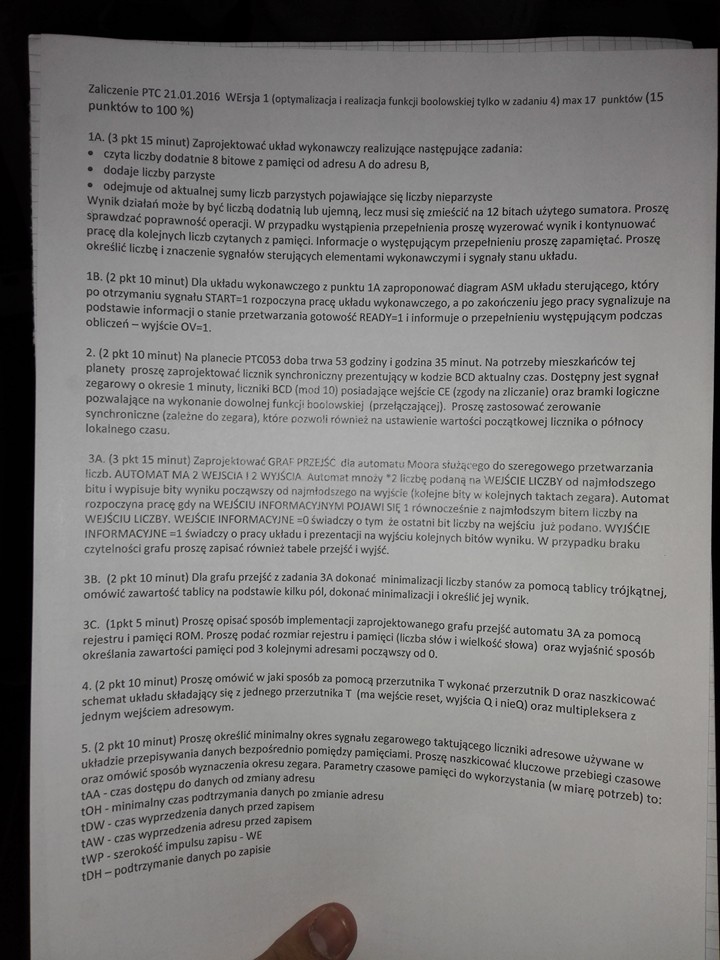 Zaliczenie PTC 21.01.2016 WErsja 1 (optymalizacja i realizacja funkcji boolowskiej tylko w zadaniu 4) max 17 punktów (15
punktów to 100 %)
1A. (3 pkt 15 minut) Zaprojektować układ wykonawczy realizujące następujące zadania:
• czyta liczby dodatnie 8 bitowe z pamięci od adresu A do adresu B,
• dodaje liczby parzyste
• odejmuje od aktualnej sumy liczb parzystych pojawiające się liczby nieparzyste
Wynik działań może by być liczbą dodatnią lub ujemną, lecz musi się zmieścić na 12 bitach użytego sumatora. Proszę
sprawdzać poprawność operacji. W przypadku wystąpienia przepełnienia proszę wyzerować wynik i kontynuować
pracę dla kolejnych liczb czytanych z pamięci. Informacje o występującym przepełnieniu proszę zapamiętać. Proszę
określić liczbę i znaczenie sygnałów sterujących elementami wykonawczymi i sygnały stanu układu.
1B. (2 pkt 10 minut) Dla układu wykonawczego z punktu 1A zaproponować diagram ASM układu sterującego, który
po otrzymaniu sygnału START=1 rozpoczyna pracę układu wykonawczego, a po zakończeniu jego pracy sygnalizuje na
podstawie informacji o stanie przetwarzania gotowość READY=1 i informuje o przepełnieniu występującym podczas
obliczeń – wyjście OV=1.
2. (2 pkt 10 minut) Na planecie PTC053 doba trwa 53 godziny i godzina 35 minut. Na potrzeby mieszkańców tej
planety proszę zaprojektować licznik synchroniczny prezentujący w kodzie BCD aktualny czas. Dostępny jest sygnał
zegarowy o okresie 1 minuty, liczniki BCD (mod 10) posiadające wejście CE (zgody na zliczanie) oraz bramki logiczne
pozwalające na wykonanie dowolnej funkcji boolowskiej (przełączającej). Proszę zastosować zerowanie
synchroniczne (zależne do zegara), które pozwoli również na ustawienie wartości początkowej licznika o północy
lokalnego czasu.
3A. (3 pkt 15 minut) Zaprojektować GRAF PRZEJŚĆ dla automatu Moora służącego do szeregowego przetwarzania
liczb. AUTOMAT MA 2 WEJŚCIA I 2 WYJŚCIA. Automat mnoży *2 liczbę podaną na WEJŚCIE LICZBY od najmłodszego
bitu i wypisuje bity wyniku począwszy od najmłodszego na wyjście (kolejne bity w kolejnych taktach zegara). Automat
rozpoczyna pracę gdy na WEJŚCIU INFORMACYJNYM POJAWI SIĘ 1 równocześnie z najmłodszym bitem liczby na
WEJŚCIU LICZBY. WEJŚCIE INFORMACYJNE =0 świadczy o tym że ostatni bit liczby na wejściu już podano. WYJŚCIE
INFORMACYJNE =1 świadczy o pracy układu i prezentacji na wyjściu kolejnych bitów wyniku. W przypadku braku
czytelności grafu proszę zapisać również tabele przejść i wyjść.
3B. (2 pkt 10 minut) Dla grafu przejść z zadania 3A dokonać minimalizacji liczby stanów za pomocą tablicy trójkątnej,
omówić zawartość tablicy na podstawie kilku pól, dokonać minimalizacji i określić jej wynik.
3C. (1pkt 5 minut) Proszę opisać sposób implementacji zaprojektowanego grafu przejść automatu 3A za pomocą
rejestru i pamięci ROM. Proszę podać rozmiar rejestru i pamięci (liczba słów i wielkość słowa) oraz wyjaśnić sposób
określania zawartości pamięci pod 3 kolejnymi adresami począwszy od 0.
4. (2 pkt 10 minut) Proszę omówić w jaki sposób za pomocą przerzutnika T wykonać przerzutnik D oraz naszkicować
schemat układu składający się z jednego przerzutnika T (ma wejście reset, wyjścia Q i nieQ) oraz multipleksera z
jednym wejściem adresowym.
5. (2 pkt 10 minut) Proszę określić minimalny okres sygnału zegarowego taktującego liczniki adresowe używane w
układzie przepisywania danych bezpośrednio pomiędzy pamięciami. Proszę naszkicować kluczowe przebiegi czasowe
oraz omówić sposób wyznaczenia okresu zegara. Parametry czasowe pamięci do wykorzystania (w miarę potrzeb) to:
tAA - czas dostępu do danych od zmiany adresu
tOH - minimalny czas podtrzymania danych po zmianie adresu
tDW - czas wyprzedzenia danych przed zapisem
tAW - czas wyprzedzenia adresu przed zapisem
tWP - szerokość impulsu zapisu - WE
tDH – podtrzymanie danych po zapisie